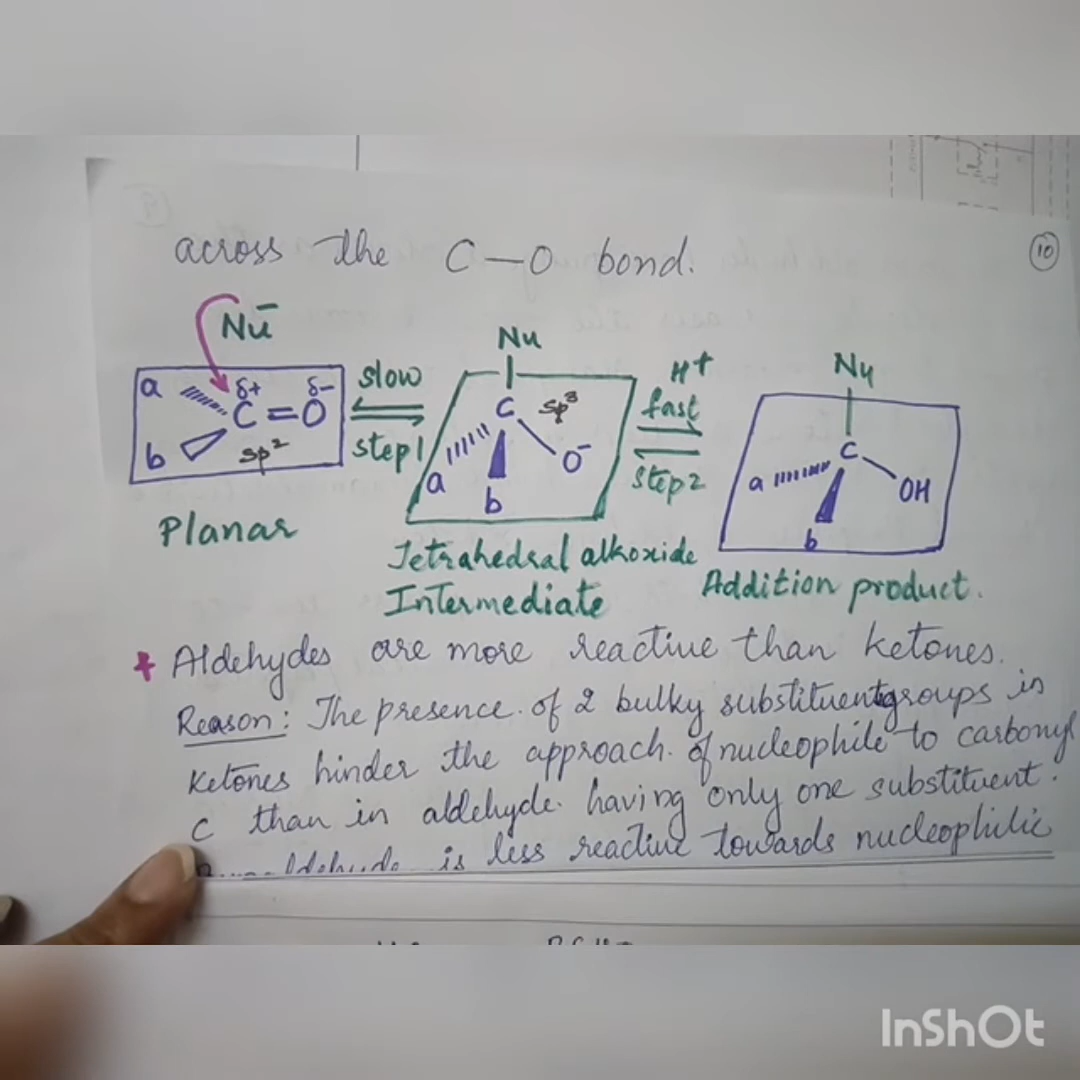 across the C—O bond.
10
Nu⁻
a δ+ δ-
C=O
b sp²
Planar
slow
step1
Nu
C sp³
O⁻
a
b
Tetrahedral alkoxide
Intermediate
H+
fast
step2
Nu
C
a
OH
b
Addition product.
* Aldehydes are more reactive than ketones.
Reason: The presence of 2 bulky substituent groups in
ketones hinder the approach of nucleophile to carbonyl
C than in aldehyde having only one substituent.
aldehyde is less reactive towards nucleophilic
InShOt